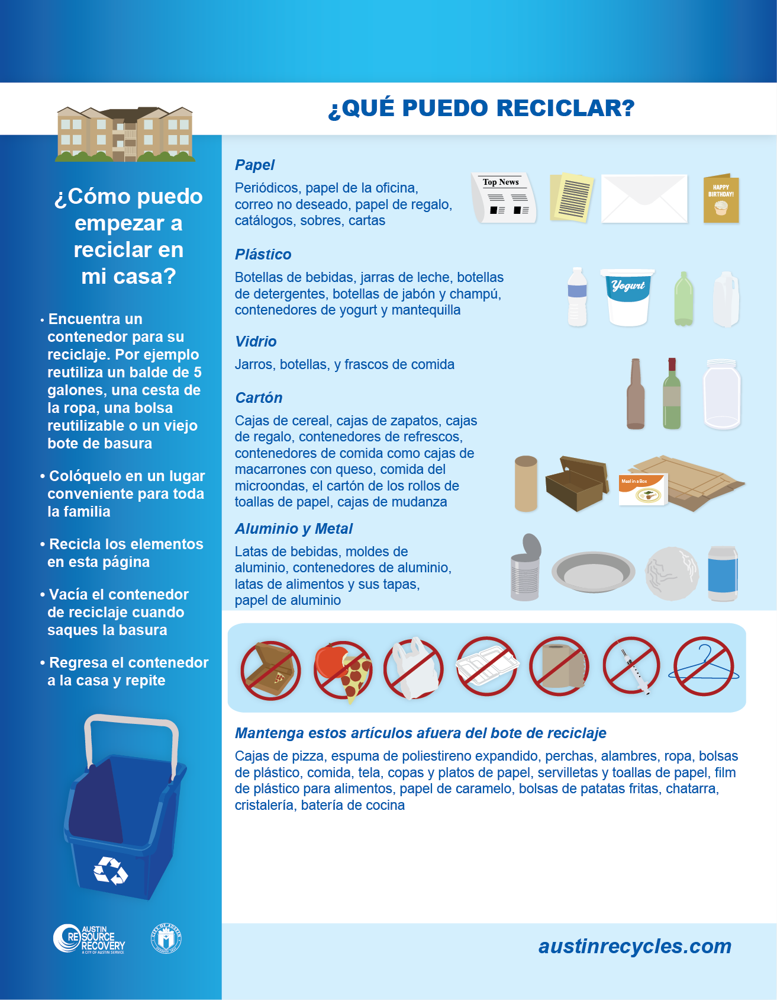 ¿QUÉ PUEDO RECICLAR?
¿Cómo puedo
empezar a
reciclar en
mi casa?
• Encuentra un
contenedor para su
reciclaje. Por ejemplo
reutiliza un balde de 5
galones, una cesta de
la ropa, una bolsa
reutilizable o un viejo
bote de basura
• Colóquelo en un lugar
conveniente para toda
la familia
• Recicla los elementos
en esta página
• Vacía el contenedor
de reciclaje cuando
saques la basura
• Regresa el contenedor
a la casa y repite
AUSTIN
RE SOURCE
RECOVERY
A CITY OF AUSTIN SERVICE
CITY OF AUSTIN
FOUNDED 1839
Papel
Periódicos, papel de la oficina,
correo no deseado, papel de regalo,
catálogos, sobres, cartas
Top News
HAPPY
BIRTHDAY!
Plástico
Botellas de bebidas, jarras de leche, botellas
de detergentes, botellas de jabón y champú,
contenedores de yogurt y mantequilla
Yogurt
Vidrio
Jarros, botellas, y frascos de comida
Cartón
Cajas de cereal, cajas de zapatos, cajas
de regalo, contenedores de refrescos,
contenedores de comida como cajas de
macarrones con queso, comida del
microondas, el cartón de los rollos de
toallas de papel, cajas de mudanza
Meal in a Box
Aluminio y Metal
Latas de bebidas, moldes de
aluminio, contenedores de aluminio,
latas de alimentos y sus tapas,
papel de aluminio
Mantenga estos artículos afuera del bote de reciclaje
Cajas de pizza, espuma de poliestireno expandido, perchas, alambres, ropa, bolsas
de plástico, comida, tela, copas y platos de papel, servilletas y toallas de papel, film
de plástico para alimentos, papel de caramelo, bolsas de patatas fritas, chatarra,
cristalería, batería de cocina
austinrecycles.com